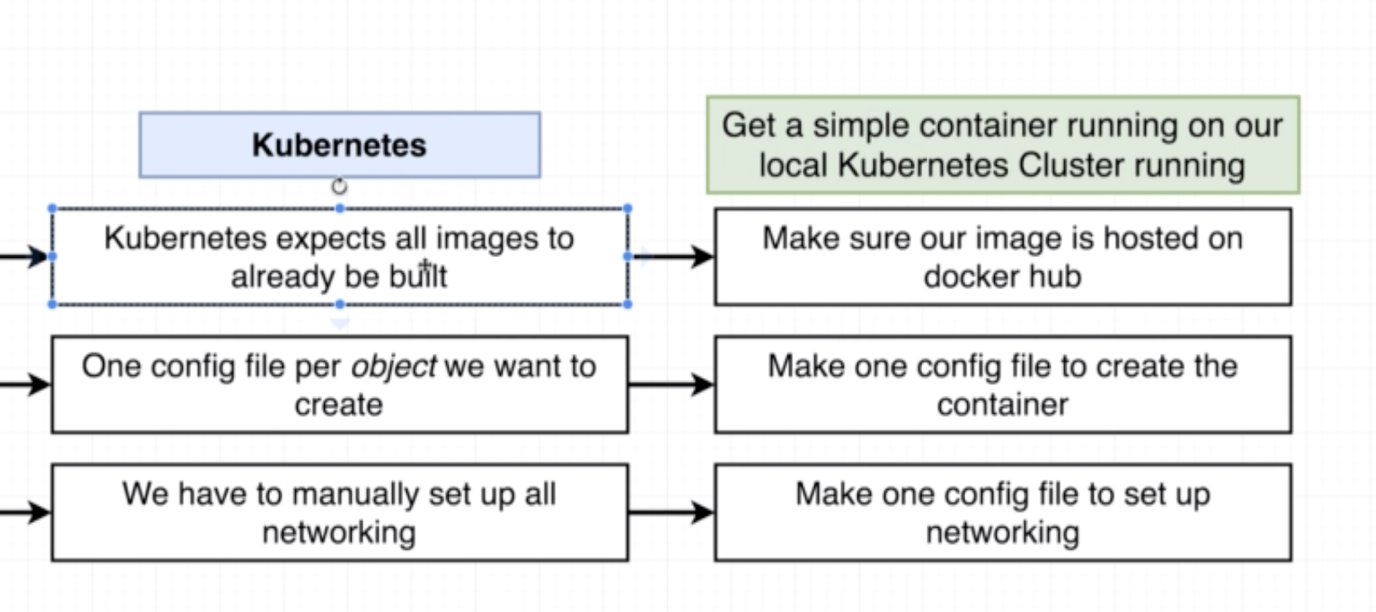 Kubernetes
Get a simple container running on our
local Kubernetes Cluster running
Kubernetes expects all images to
already be built
Make sure our image is hosted on
docker hub
One config file per object we want to
create
Make one config file to create the
container
We have to manually set up all
networking
Make one config file to set up
networking